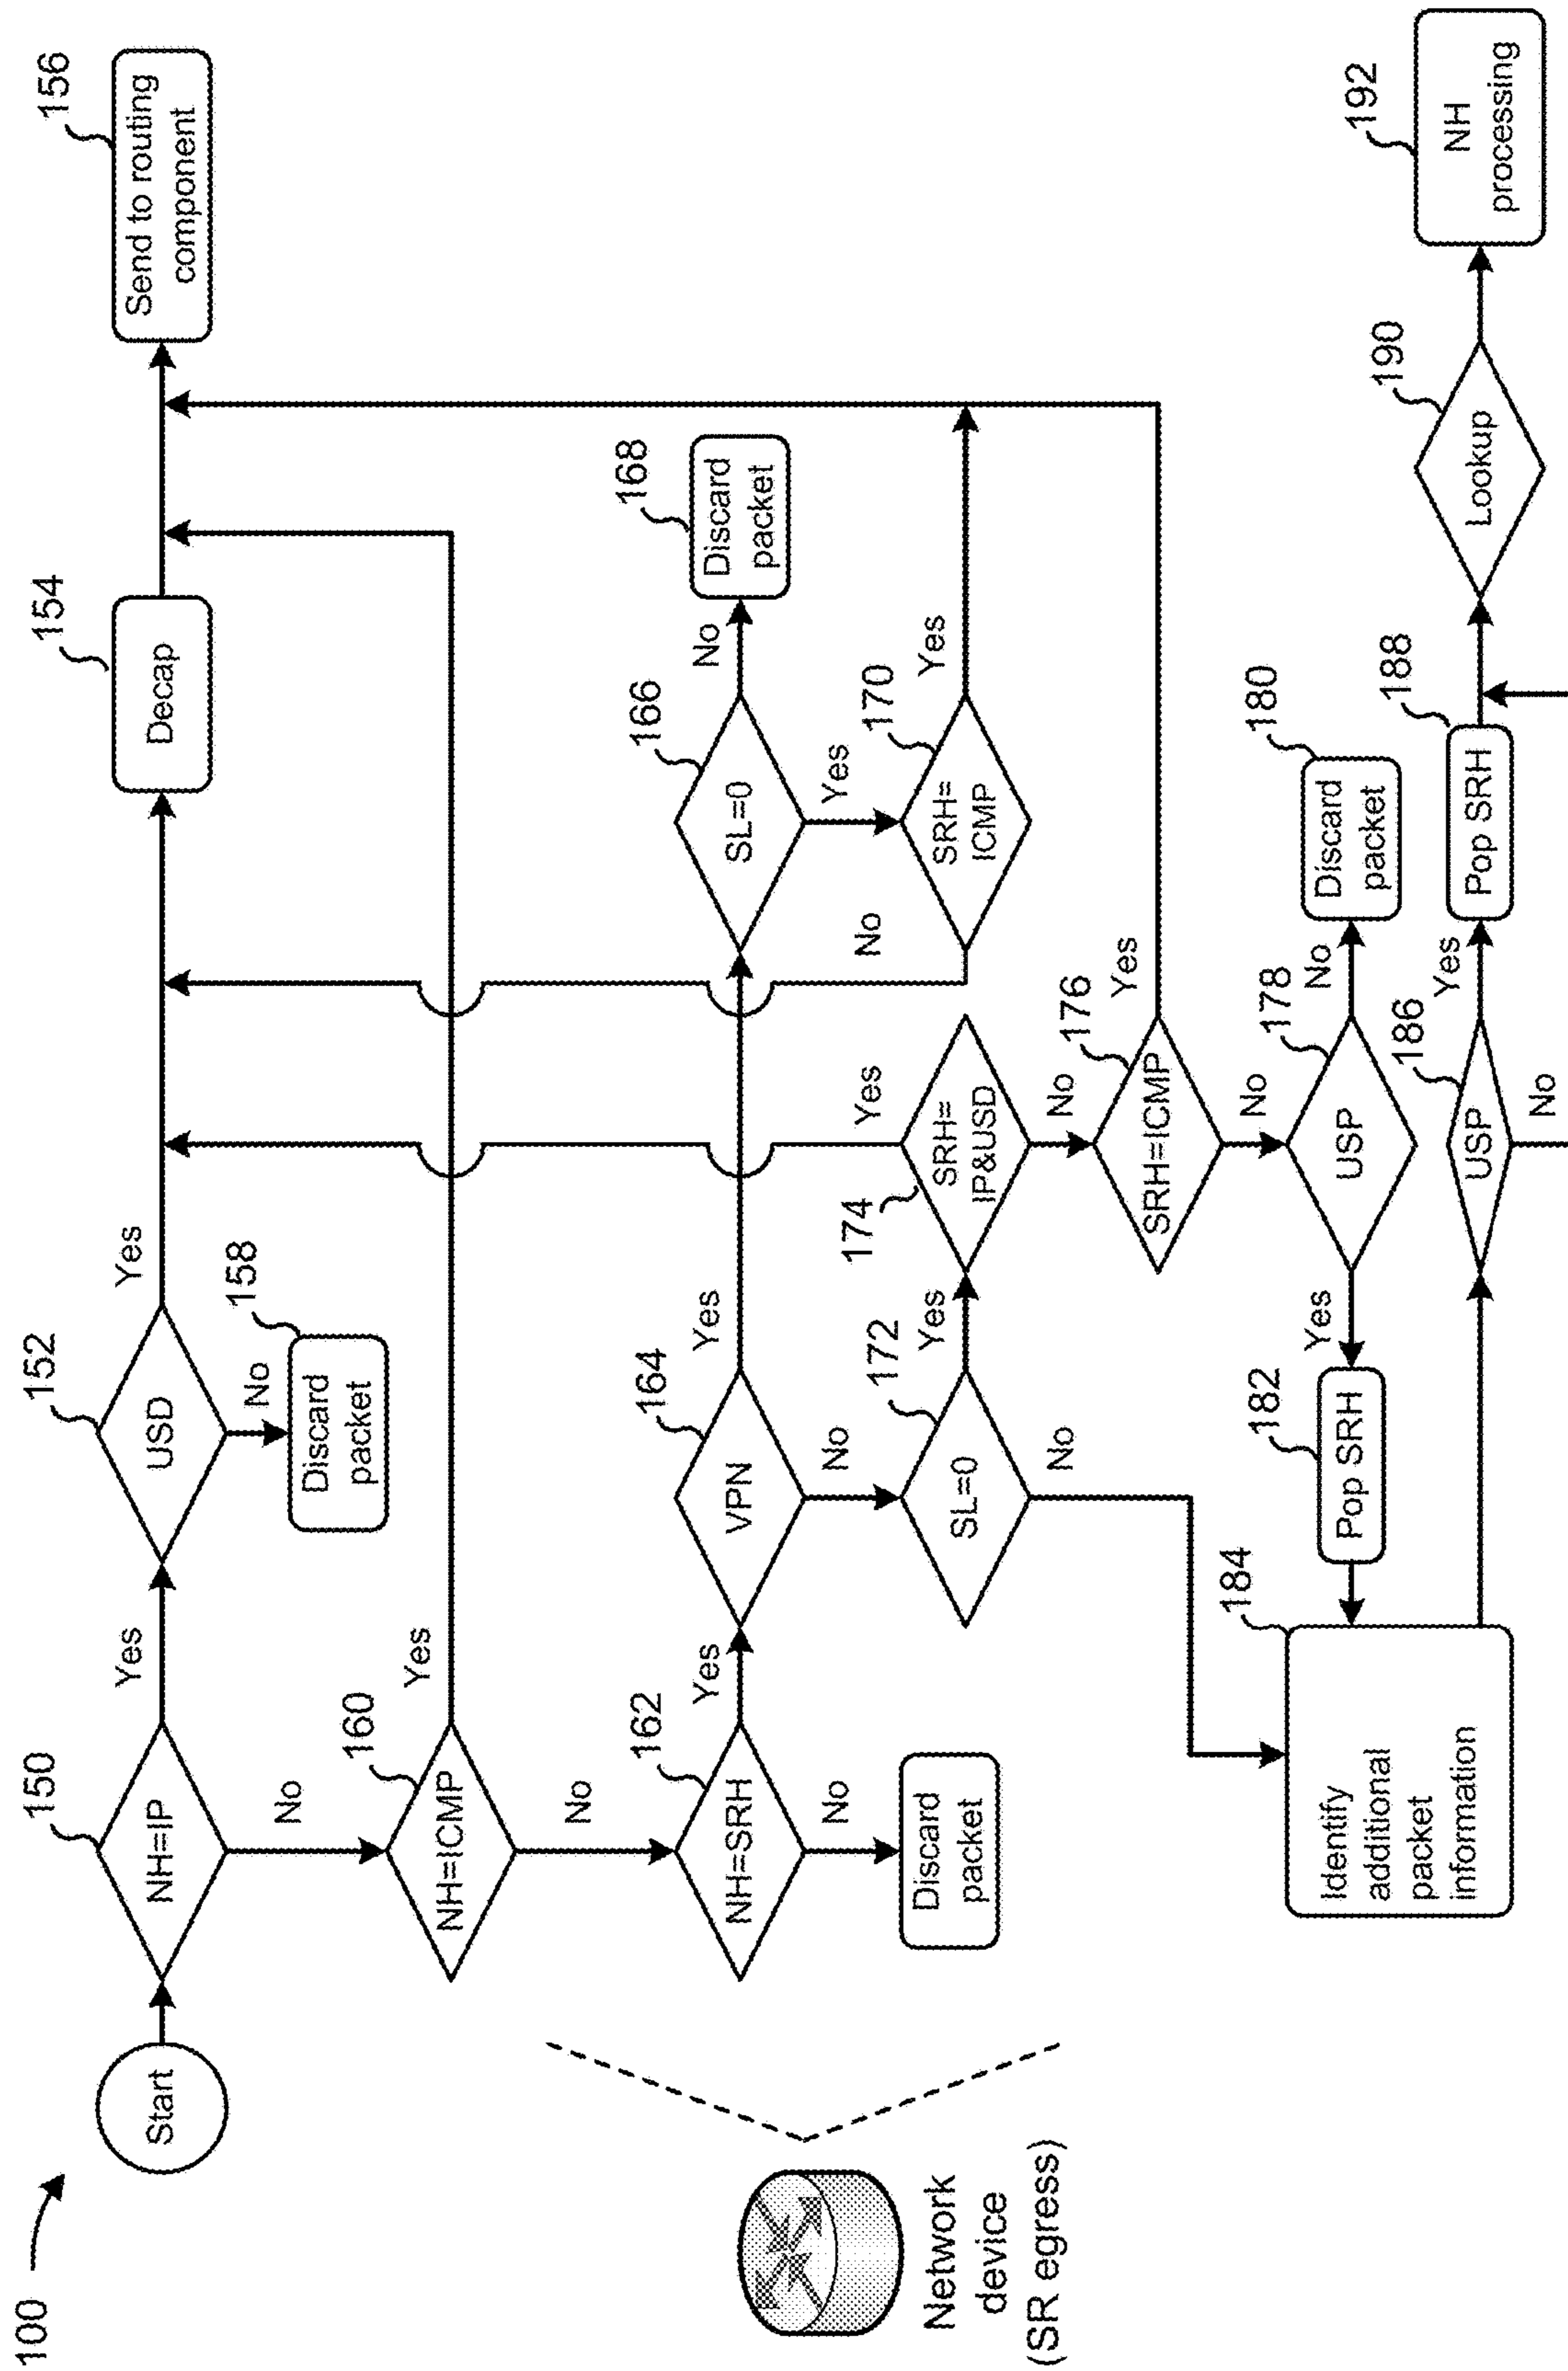 100
Start
150
NH=IP
Yes
No
152
USD
Yes
No
158
Discard
packet
154
Decap
156
Send to routing
component
160
NH=ICMP
Yes
No
162
NH=SRH
Yes
No
Discard
packet
164
VPN
Yes
No
166
SL=0
No
Yes
168
Discard
packet
170
SRH=
ICMP
Yes
No
172
SL=0
Yes
No
174
SRH=
IP&USD
Yes
No
176
SRH=ICMP
Yes
No
178
USP
No
Yes
180
Discard
packet
182
Pop SRH
184
Identify
additional
packet
information
186
USP
Yes
No
188
Pop SRH
190
Lookup
192
NH
processing
Network
device
(SR egress)